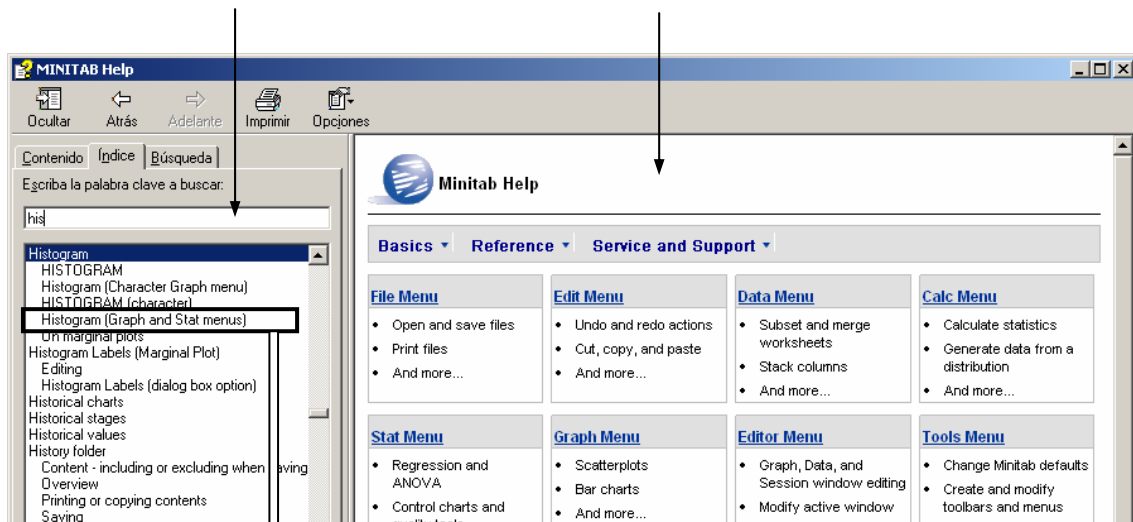 MINITAB Help
Ocultar Atrás Adelante Imprimir Opciones
Contenido Índice Búsqueda
Escriba la palabra clave a buscar:
his
Histogram
HISTOGRAM
Histogram (Character Graph menu)
HISTOGRAM (character)
Histogram (Graph and Stat menus)
On marginal plots
Histogram Labels (Marginal Plot)
Editing
Histogram Labels (dialog box option)
Historical charts
Historical stages
Historical values
History folder
Content - including or excluding when
Overview
Printing or copying contents
Saving
Minitab Help
Basics Reference Service and Support
File Menu
• Open and save files
• Print files
• And more...
Edit Menu
• Undo and redo actions
• Cut, copy, and paste
• And more...
Data Menu
• Subset and merge
worksheets
• Stack columns
• And more...
Calc Menu
• Calculate statistics
• Generate data from a
distribution
• And more...
Stat Menu
• Regression and
ANOVA
• Control charts and
Graph Menu
• Scatterplots
• Bar charts
• And more...
Editor Menu
• Graph, Data, and
Session window editing
• Modify active window
Tools Menu
• Change Minitab defaults
• Create and modify
toolbars and menus